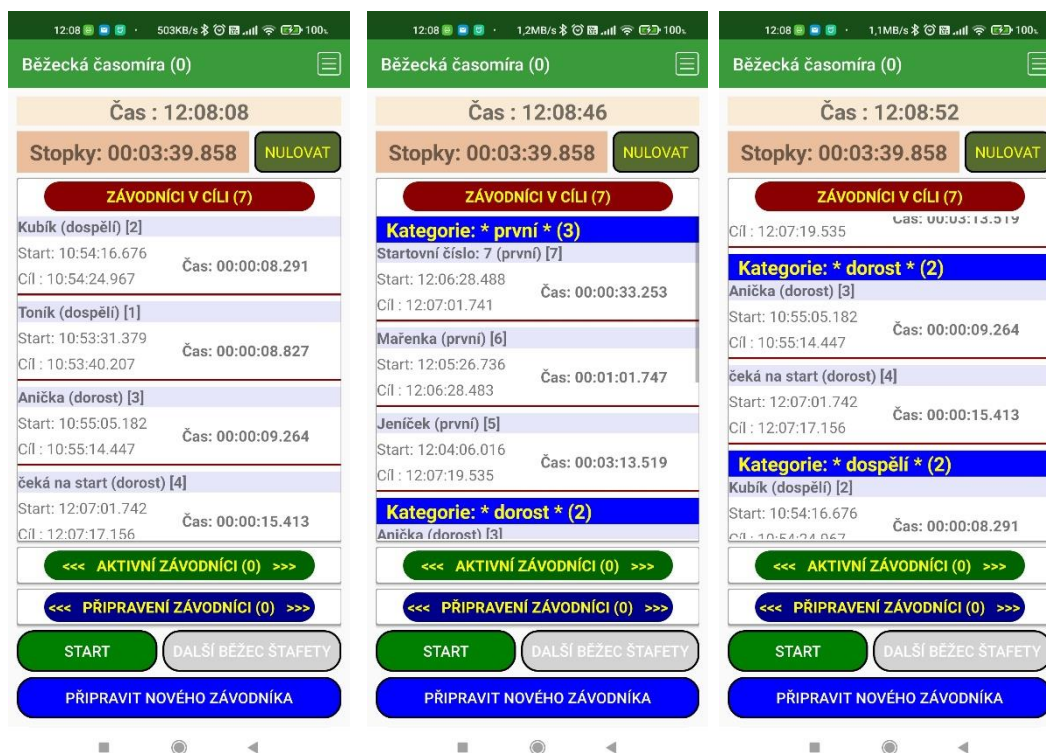 12:08 503KB/s 100%
Běžecká časomíra (0)
Čas : 12:08:08
Stopky: 00:03:39.858 NULOVAT
ZÁVODNÍCI V CÍLI (7)
Kubík (dospělí) [2]
Start: 10:54:16.676
Čas: 00:00:08.291
Cíl : 10:54:24.967
Toník (dospělí) [1]
Start: 10:53:31.379
Čas: 00:00:08.827
Cíl : 10:53:40.207
Anička (dorost) [3]
Start: 10:55:05.182
Čas: 00:00:09.264
Cíl : 10:55:14.447
čeká na start (dorost) [4]
Start: 12:07:01.742
Čas: 00:00:15.413
Cíl : 12:07:17.156
<<< AKTIVNÍ ZÁVODNÍCI (0) >>>
<<< PŘIPRAVENÍ ZÁVODNÍCI (0) >>>
START DALŠÍ BĚŽEC ŠTAFETY
PŘIPRAVIT NOVÉHO ZÁVODNÍKA
12:08 1,2MB/s 100%
Běžecká časomíra (0)
Čas : 12:08:46
Stopky: 00:03:39.858 NULOVAT
ZÁVODNÍCI V CÍLI (7)
Kategorie: * první * (3)
Startovní číslo: 7 (první) [7]
Start: 12:06:28.488
Čas: 00:00:33.253
Cíl : 12:07:01.741
Mařenka (první) [6]
Start: 12:05:26.736
Čas: 00:01:01.747
Cíl : 12:06:28.483
Jeníček (první) [5]
Start: 12:04:06.016
Čas: 00:03:13.519
Cíl : 12:07:19.535
Kategorie: * dorost * (2)
Anička (dorost) [3]
<<< AKTIVNÍ ZÁVODNÍCI (0) >>>
<<< PŘIPRAVENÍ ZÁVODNÍCI (0) >>>
START DALŠÍ BĚŽEC ŠTAFETY
PŘIPRAVIT NOVÉHO ZÁVODNÍKA
12:08 1,1MB/s 100%
Běžecká časomíra (0)
Čas : 12:08:52
Stopky: 00:03:39.858 NULOVAT
ZÁVODNÍCI V CÍLI (7)
Čas: 00:03:13.519
Cíl : 12:07:19.535
Kategorie: * dorost * (2)
Anička (dorost) [3]
Start: 10:55:05.182
Čas: 00:00:09.264
Cíl : 10:55:14.447
čeká na start (dorost) [4]
Start: 12:07:01.742
Čas: 00:00:15.413
Cíl : 12:07:17.156
Kategorie: * dospělí * (2)
Kubík (dospělí) [2]
Start: 10:54:16.676
Čas: 00:00:08.291
Cíl : 10:54:24.967
<<< AKTIVNÍ ZÁVODNÍCI (0) >>>
<<< PŘIPRAVENÍ ZÁVODNÍCI (0) >>>
START DALŠÍ BĚŽEC ŠTAFETY
PŘIPRAVIT NOVÉHO ZÁVODNÍKA